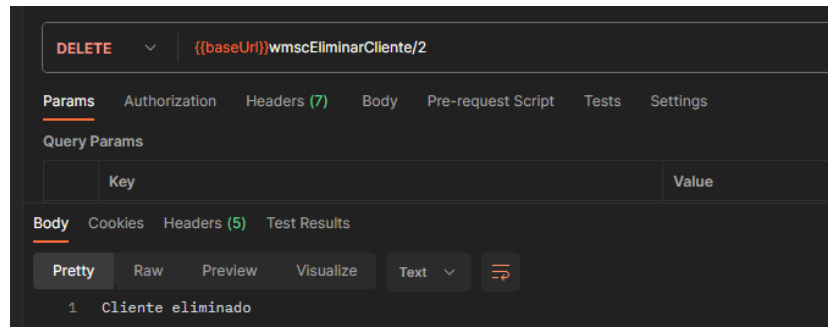 DELETE {{baseUrl}}wmscEliminarCliente/2
Params Authorization Headers (7) Body Pre-request Script Tests Settings
Query Params
Key Value
Body Cookies Headers (5) Test Results
Pretty Raw Preview Visualize Text
1 Cliente eliminado